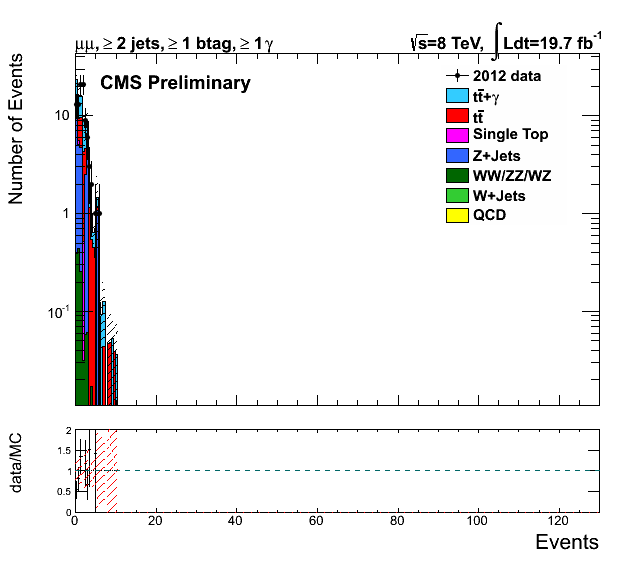 μμ, ≥ 2 jets, ≥ 1 btag, ≥ 1 γ
√s=8 TeV, ∫Ldt=19.7 fb⁻¹
CMS Preliminary
Number of Events
10
1
10⁻¹
2012 data
tt̄+γ
tt̄
Single Top
Z+Jets
WW/ZZ/WZ
W+Jets
QCD
data/MC
2
1.5
1
0.5
0
0 20 40 60 80 100 120
Events